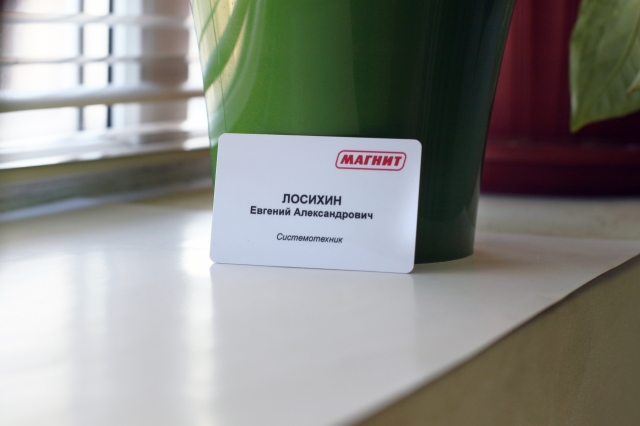 МАГНИТ
ЛОСИХИН
Евгений Александрович
Системотехник